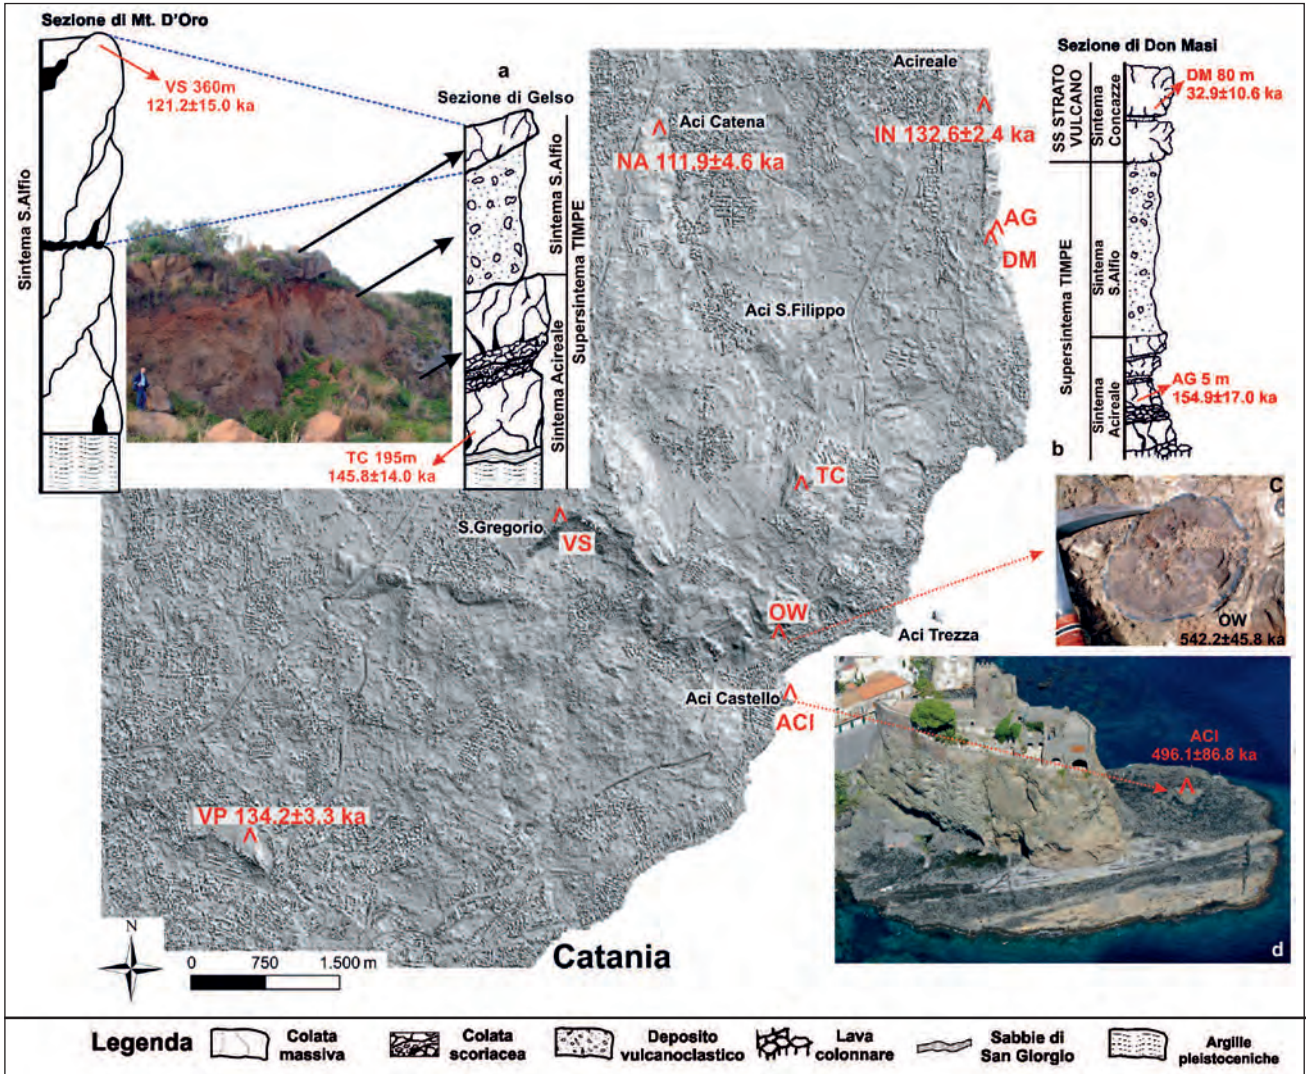 Sezione di Mt. D'Oro
VS 360m
121.2±15.0 ka
Sintema S.Alfio
a
Sezione di Gelso
Sintema S.Alfio
Sintema Acireale
Supersintema TIMPE
TC 195m
145.8±14.0 ka
Acireale
Aci Catena
IN 132.6±2.4 ka
NA 111.9±4.6 ka
AG
DM
Aci S.Filippo
TC
S.Gregorio
VS
OW
Aci Trezza
Aci Castello
ACI
VP 134.2±3.3 ka
Catania
N
0 750 1.500 m
Sezione di Don Masi
SS STRATO
VULCANO
Sintema
Concazze
DM 80 m
32.9±10.6 ka
Supersintema TIMPE
Sintema
S.Alfio
Sintema
Acireale
AG 5 m
154.9±17.0 ka
b
c
OW
542.2±45.8 ka
ACI
496.1±86.8 ka
d
Legenda
Colata
massiva
Colata
scoriacea
Deposito
vulcanoclastico
Lava
colonnare
Sabbie di
San Giorgio
Argille
pleistoceniche